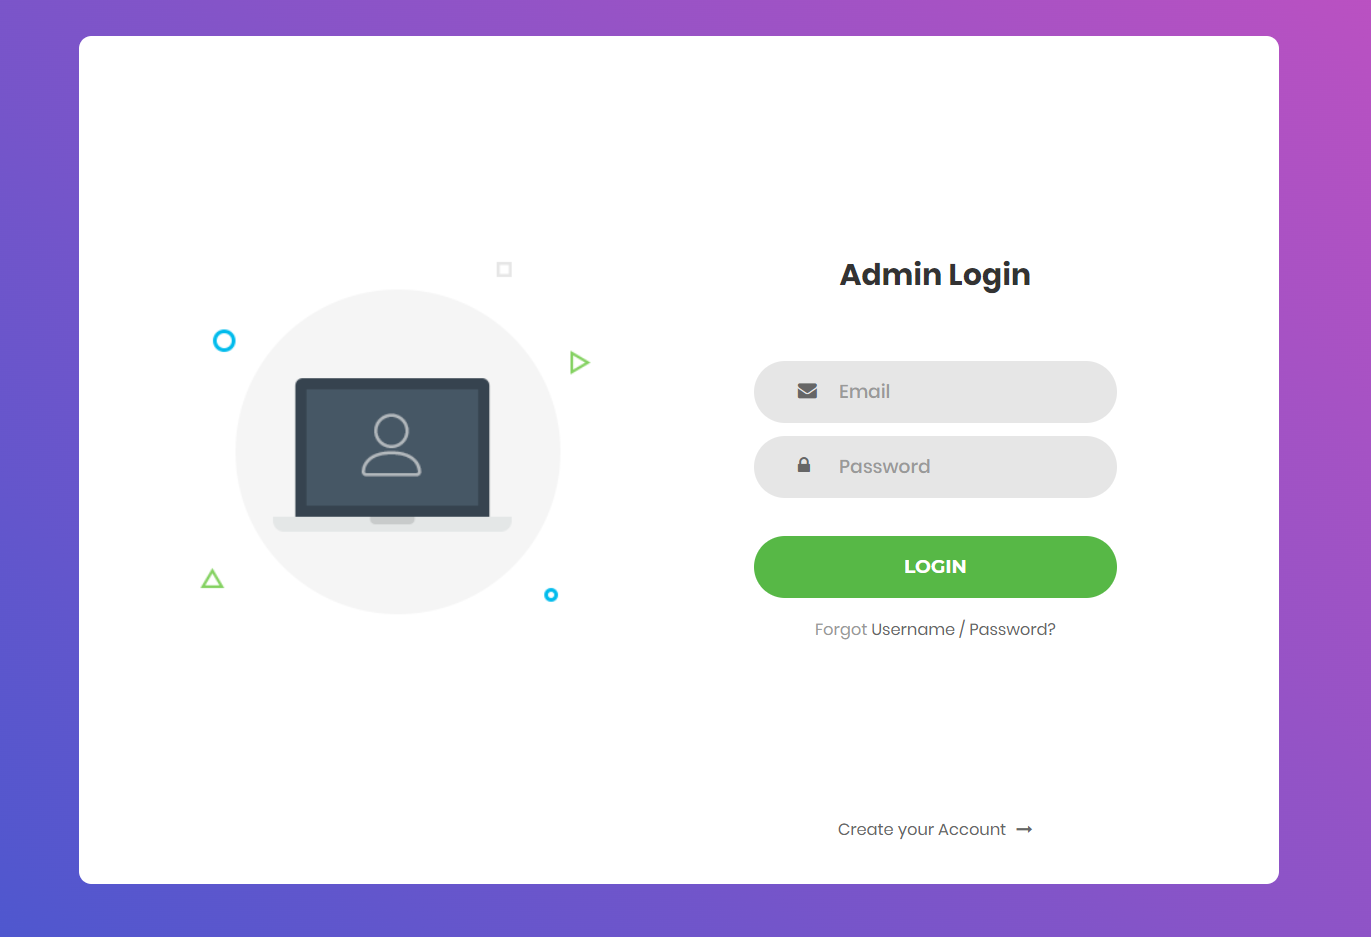 Admin Login
Email
Password
LOGIN
Forgot Username / Password?
Create your Account